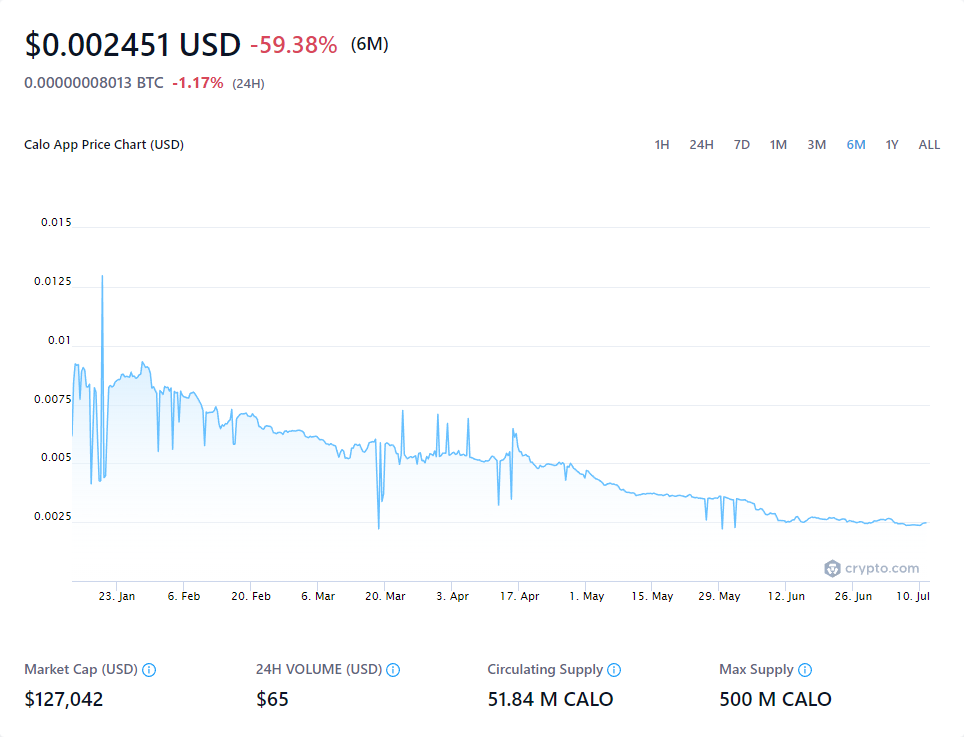 $0.002451 USD -59.38% (6M)
0.00000008013 BTC -1.17% (24H)
Calo App Price Chart (USD) 1H 24H 7D 1M 3M 6M 1Y ALL
0.015
0.0125
0.01
0.0075
0.005
0.0025
crypto.com
23. Jan 6. Feb 20. Feb 6. Mar 20. Mar 3. Apr 17. Apr 1. May 15. May 29. May 12. Jun 26. Jun 10. Jul
Market Cap (USD) 24H VOLUME (USD) Circulating Supply Max Supply
$127,042 $65 51.84 M CALO 500 M CALO